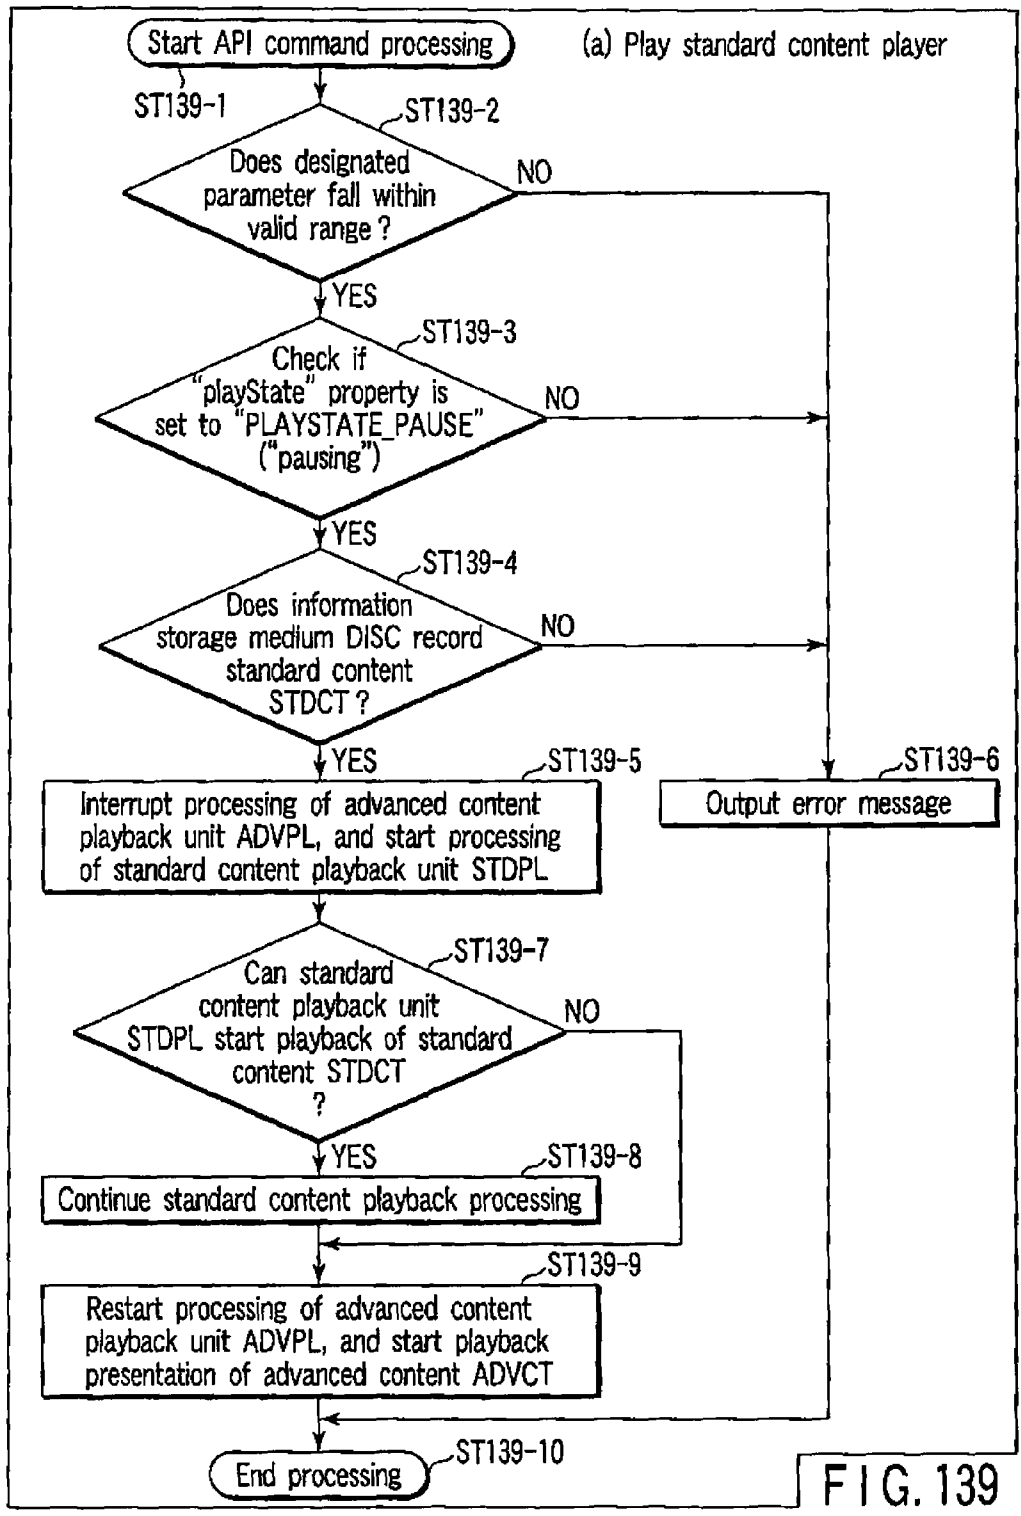 Start API command processing
(a) Play standard content player
ST139-1
ST139-2
Does designated
parameter fall within
valid range?
NO
YES
ST139-3
Check if
"playState" property is
set to "PLAYSTATE_PAUSE"
("pausing")
NO
YES
ST139-4
Does information
storage medium DISC record
standard content
STDCT?
NO
YES
ST139-5
Interrupt processing of advanced content
playback unit ADVPL, and start processing
of standard content playback unit STDPL
ST139-6
Output error message
ST139-7
Can standard
content playback unit
STDPL start playback of standard
content STDCT
?
NO
YES
ST139-8
Continue standard content playback processing
ST139-9
Restart processing of advanced content
playback unit ADVPL, and start playback
presentation of advanced content ADVCT
ST139-10
End processing
FIG. 139